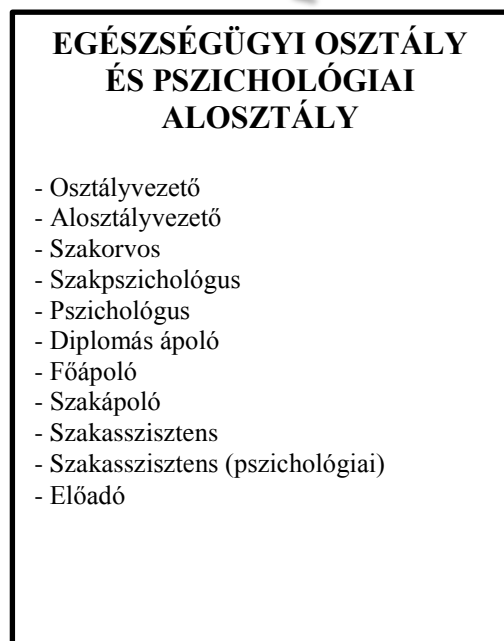 EGÉSZSÉGÜGYI OSZTÁLY
ÉS PSZICHOLÓGIAI
ALOSZTÁLY
- Osztályvezető
- Alosztályvezető
- Szakorvos
- Szakpszichológus
- Pszichológus
- Diplomás ápoló
- Főápoló
- Szakápoló
- Szakasszisztens
- Szakasszisztens (pszichológiai)
- Előadó